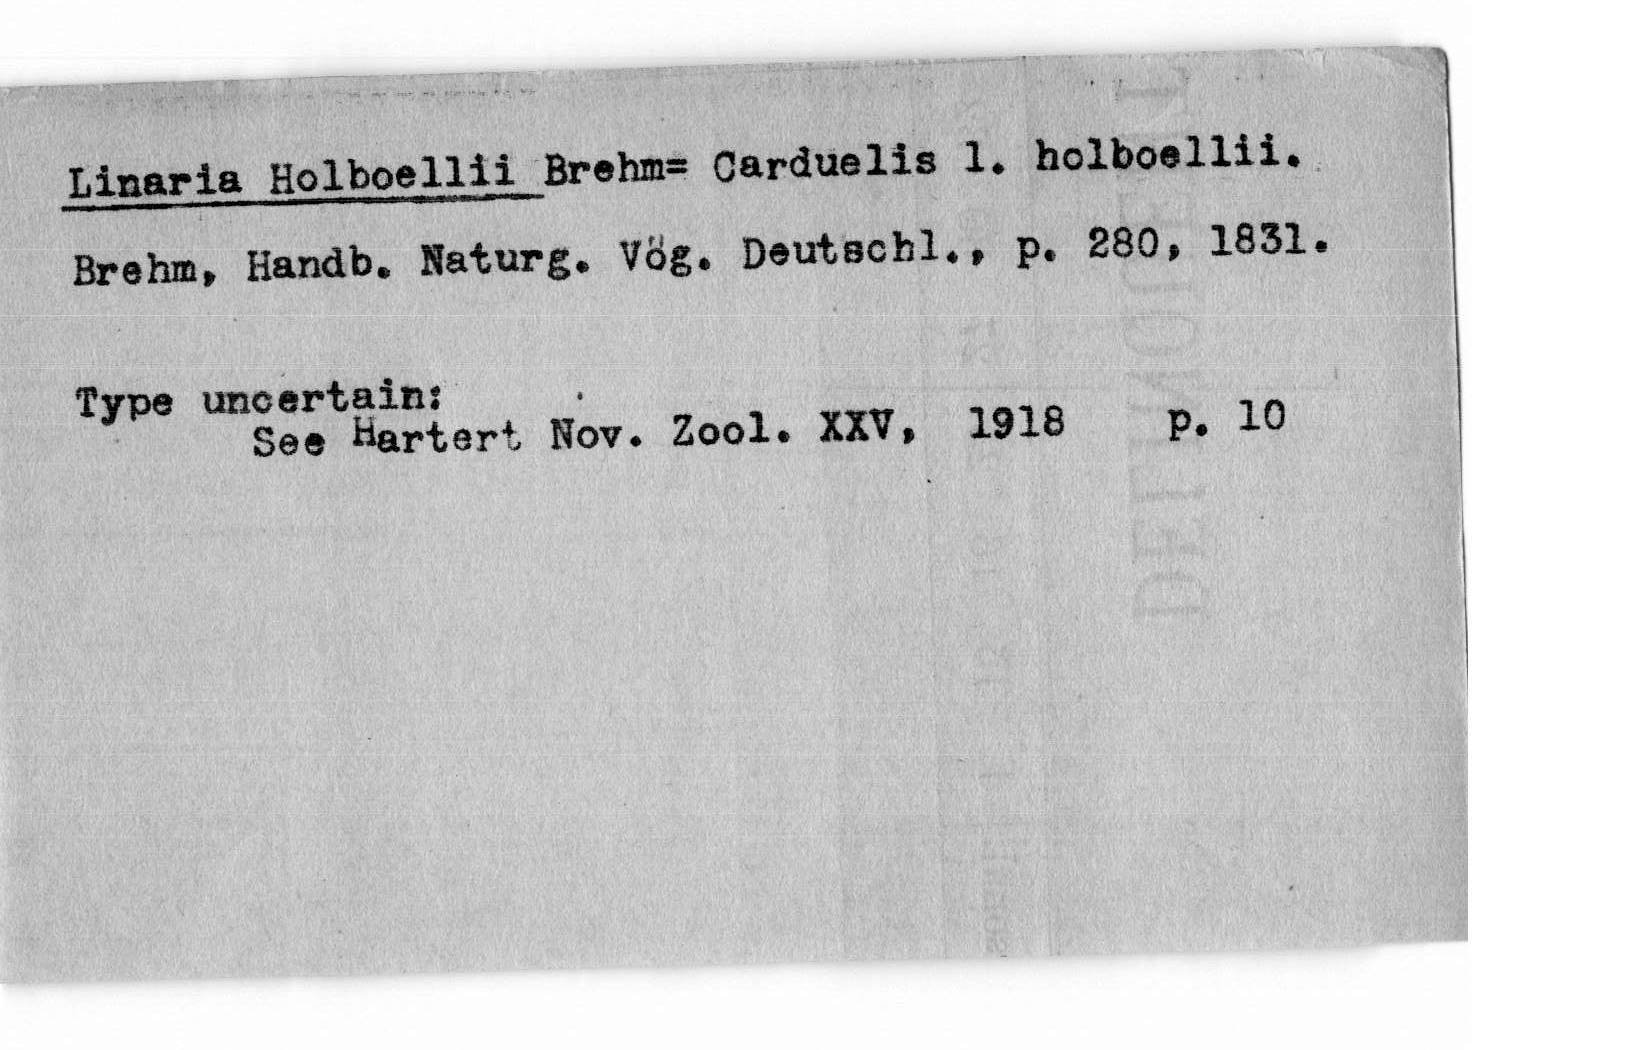 Linaria Holboellii Brehm= Carduelis l. holboellii.
Brehm, Handb. Naturg. Vög. Deutschl., p. 280, 1831.
Type uncertain:
See Hartert Nov. Zool. XXV, 1918 p. 10